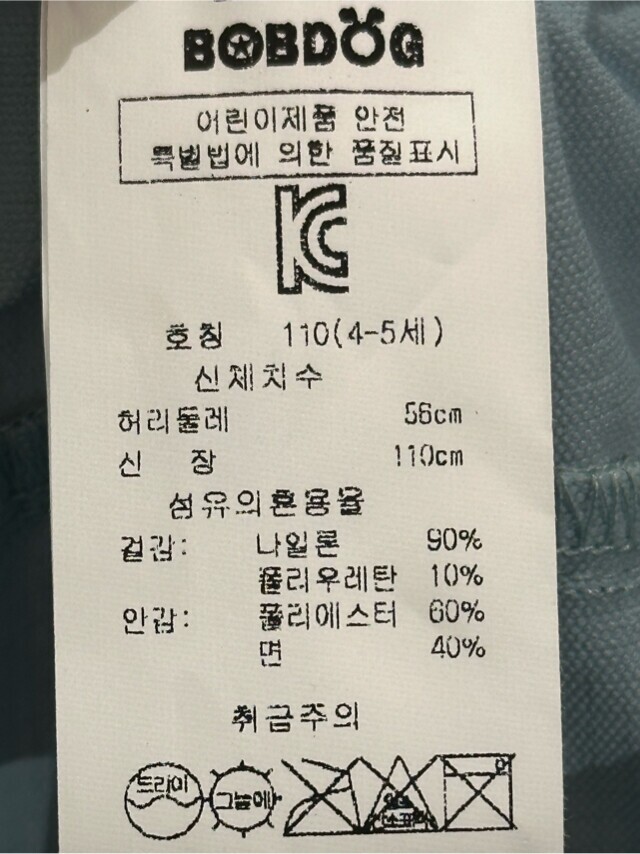 BOBDOG
어린이제품 안전
특별법에 의한 품질표시
KC
호칭 110(4-5세)
신체치수
허리둘레 56cm
신 장 110cm
섬유의혼용율
겉감: 나일론 90%
폴리우레탄 10%
안감: 폴리에스터 60%
면 40%
취급주의
드라이 그늘에